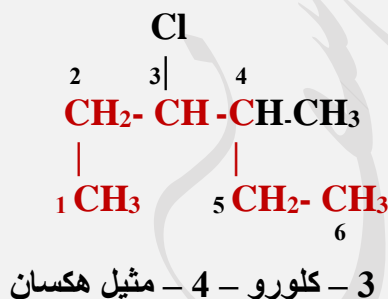 Cl
2 3 4
CH₂- CH -CH-CH₃
1 CH₃ 5 CH₂- CH₃
6
3 – كلورو – 4 – مثيل هكسان